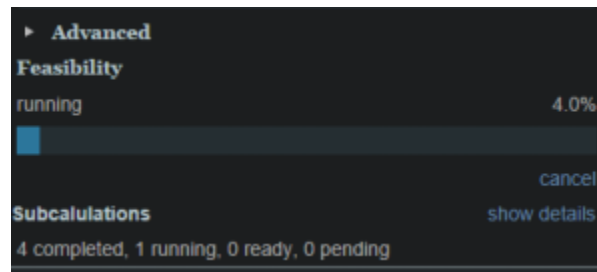 Advanced
Feasibility
running 4.0%
cancel
Subcalulations show details
4 completed, 1 running, 0 ready, 0 pending